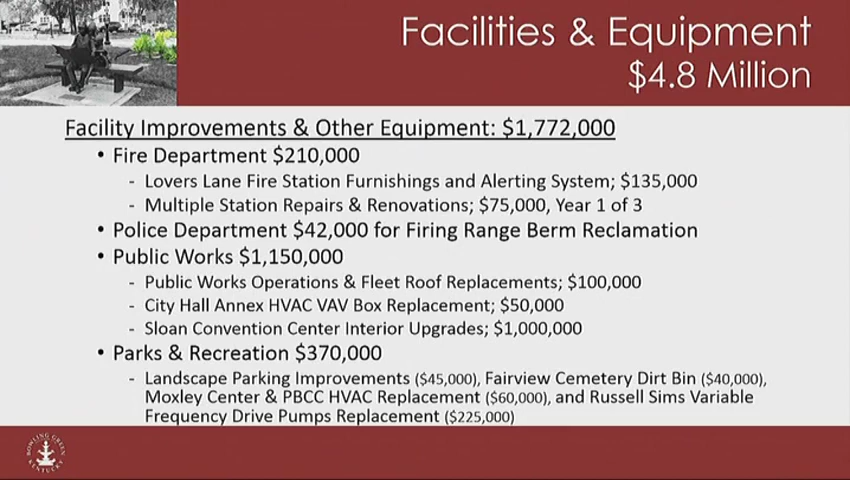 Facilities & Equipment
$4.8 Million
Facility Improvements & Other Equipment: $1,772,000
• Fire Department $210,000
- Lovers Lane Fire Station Furnishings and Alerting System; $135,000
- Multiple Station Repairs & Renovations; $75,000, Year 1 of 3
• Police Department $42,000 for Firing Range Berm Reclamation
• Public Works $1,150,000
- Public Works Operations & Fleet Roof Replacements; $100,000
- City Hall Annex HVAC VAV Box Replacement; $50,000
- Sloan Convention Center Interior Upgrades; $1,000,000
• Parks & Recreation $370,000
- Landscape Parking Improvements ($45,000), Fairview Cemetery Dirt Bin ($40,000),
Moxley Center & PBCC HVAC Replacement ($60,000), and Russell Sims Variable
Frequency Drive Pumps Replacement ($225,000)
BOWLING GREEN
KENTUCKY